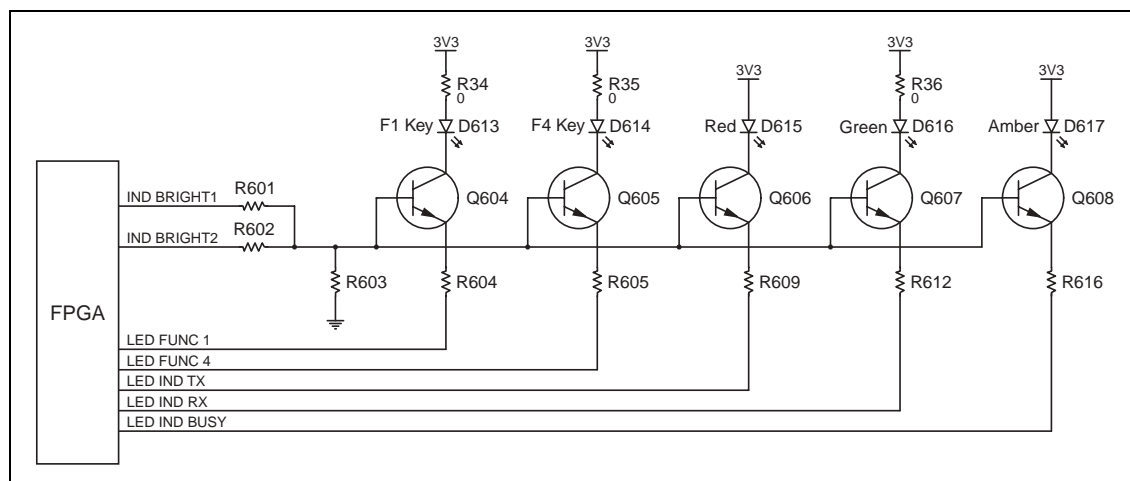 3V3
3V3
3V3
3V3
3V3
R34
0
R35
0
R36
0
F1 Key
D613
F4 Key
D614
Red
D615
Green
D616
Amber
D617
Q604
Q605
Q606
Q607
Q608
IND BRIGHT1
R601
IND BRIGHT2
R602
R603
R604
R605
R609
R612
R616
FPGA
LED FUNC 1
LED FUNC 4
LED IND TX
LED IND RX
LED IND BUSY